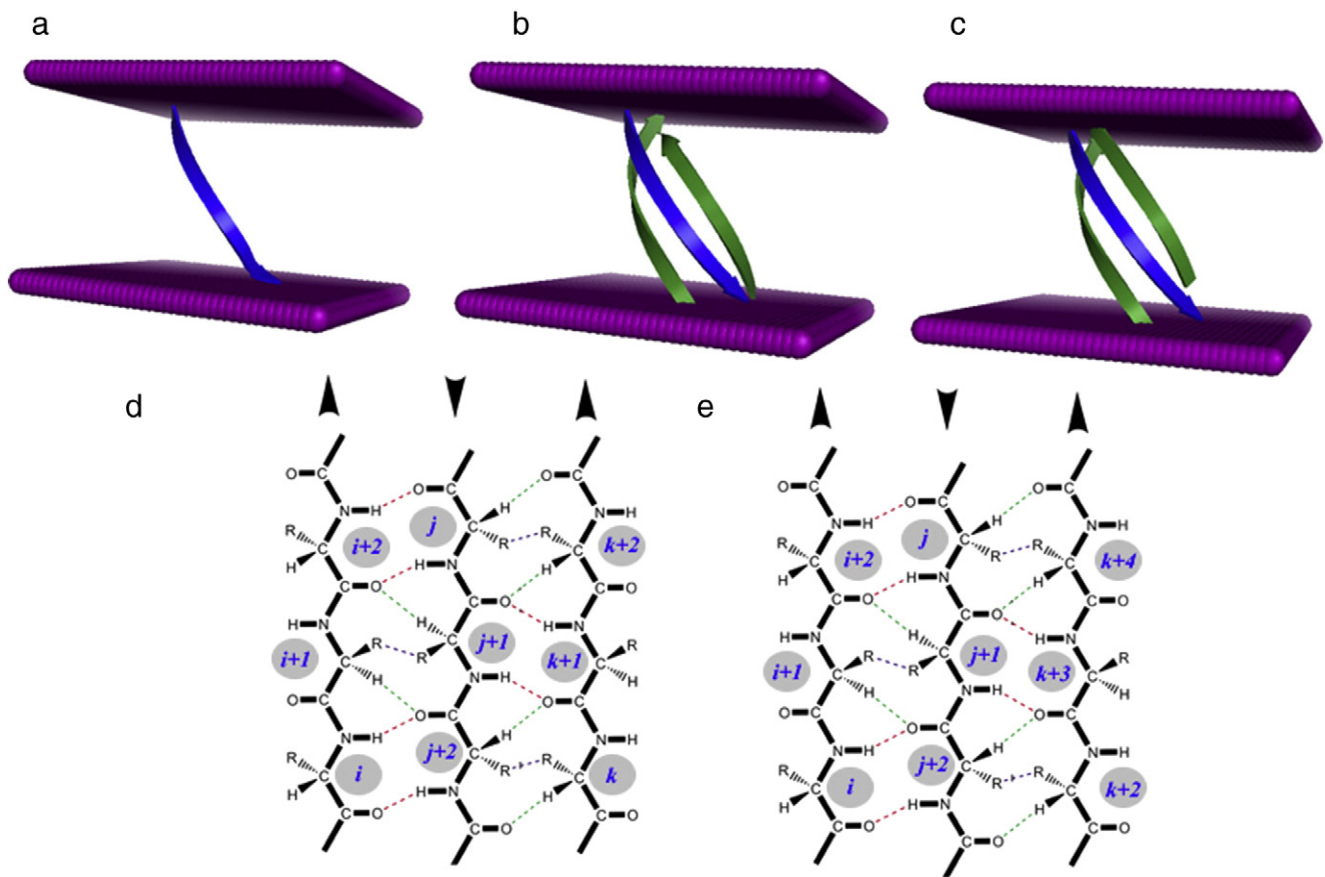 a b c
d e
O C C O O C C O
N H H N H N H H N H
R i+2 C j C R R k+2 R i+2 C j C R R k+4
H C H N H C H C H N H C
C O C O C O C O C O C O
H N H C j+1 H N H N H C j+1 H N
i+1 R R k+1 R i+1 R R k+3 R
C H N H C H C H N H C H
O C O C O C O C O C O C
N H H N H N H H N H
R C i j+2 C R R C k R C i j+2 C R R C k+2
H H N H H H N H
C O C O C O C O C O C O